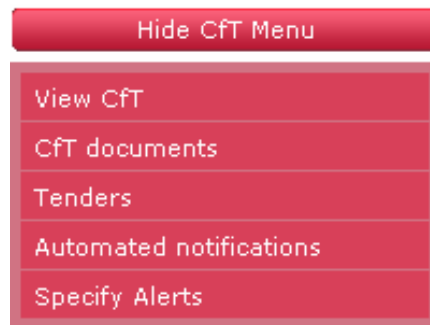 Hide CfT Menu
View CfT
CfT documents
Tenders
Automated notifications
Specify Alerts